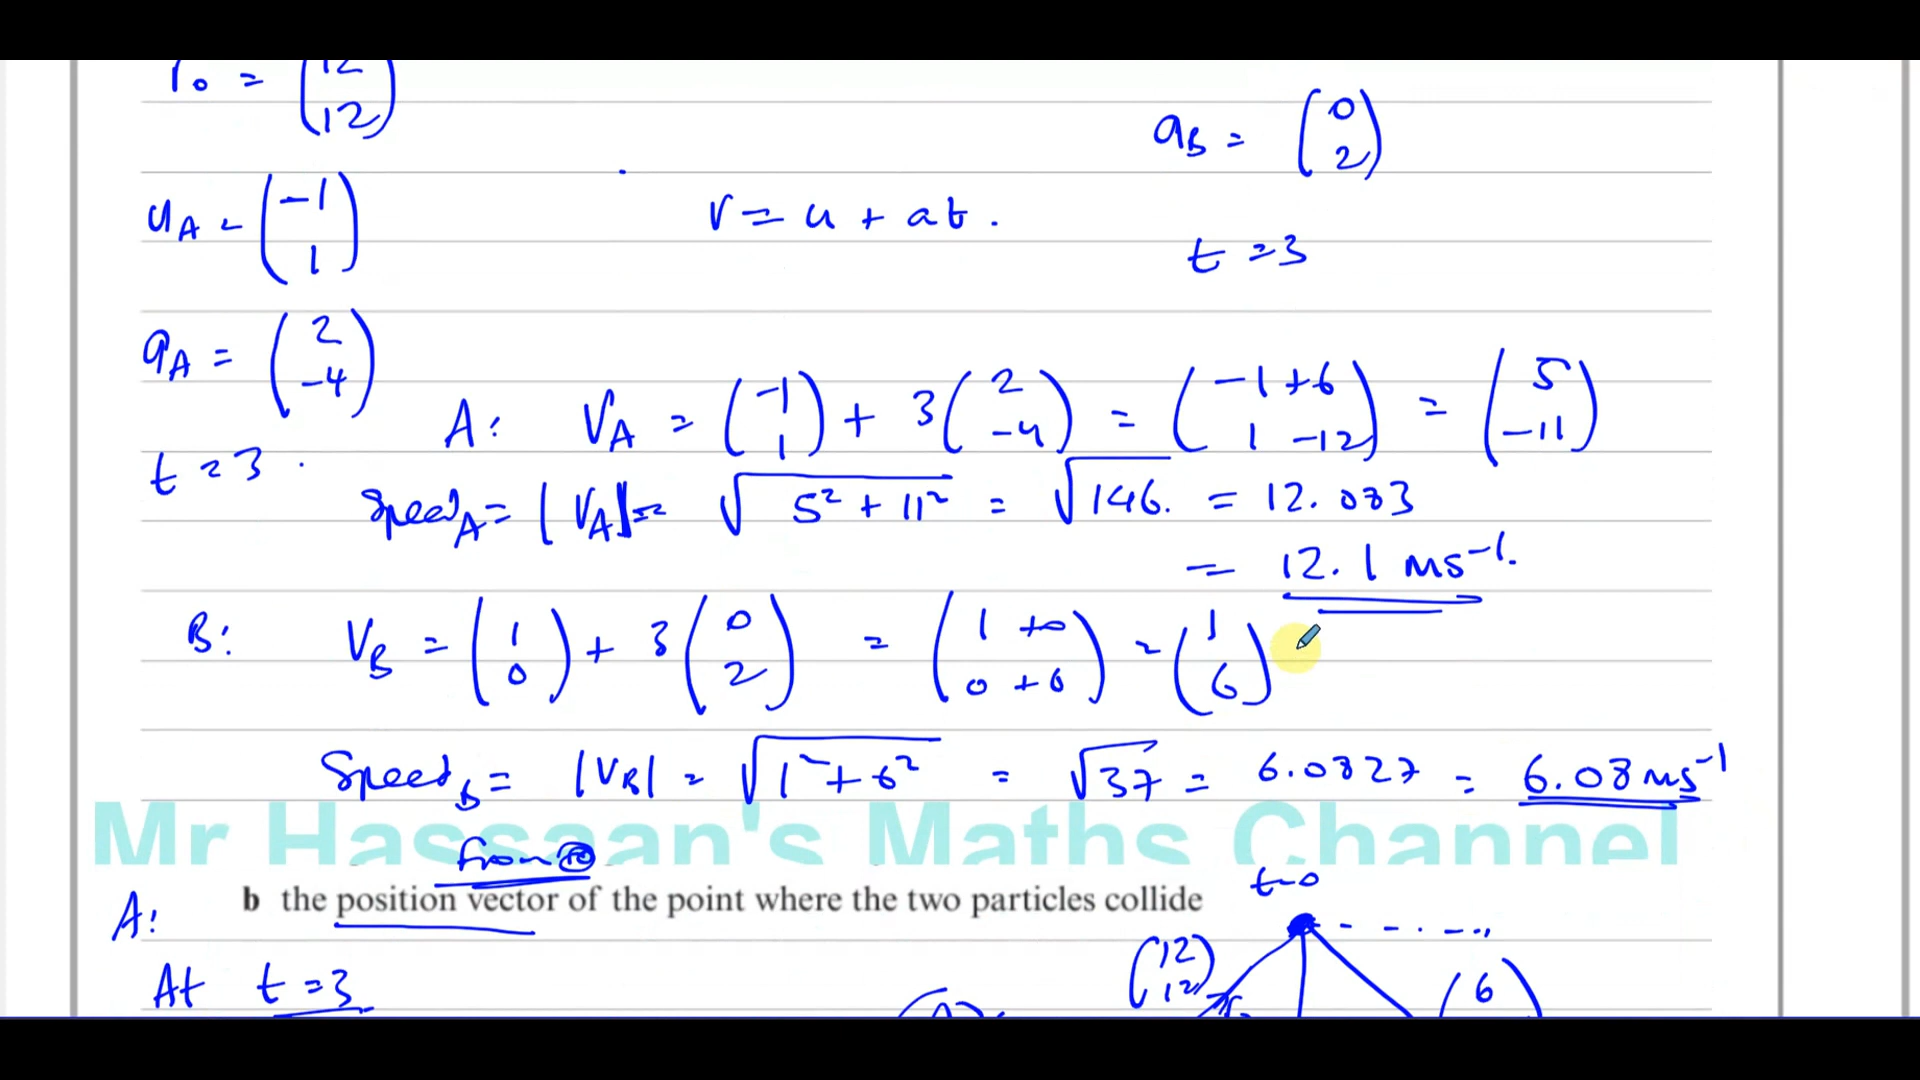 r₀ = (12 12)
a_B = (0 2)
u_A = (-1 1)
v = u + at.
t = 3
a_A = (2 -4)
A: V_A = (-1 1) + 3(2 -4) = (-1+6 1-12) = (5 -11)
t = 3.
Speed_A = |V_A| = √5² + 11² = √146. = 12.083
= 12.1 ms⁻¹.
B: V_B = (1 0) + 3(0 2) = (1+0 0+6) = (1 6)
Speed_B = |V_B| = √1² + 6² = √37 = 6.0827 = 6.08 ms⁻¹
Mr Hassaan's Maths Channel
from
t=0
A: b the position vector of the point where the two particles collide
(12 12)
At t = 3
(6